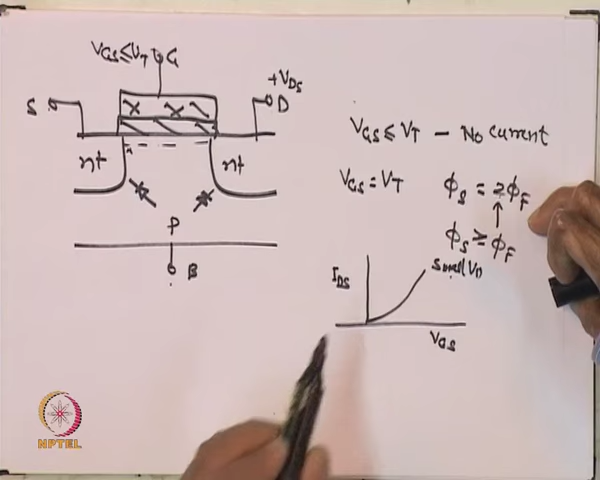 VGS≤VT G
+VDS
S
D
n+
n+
P
B
VGS ≤ VT - No current
VGS = VT
φS = 2φF
φS ≥ φF
IDS
small VD
VGS
NPTEL